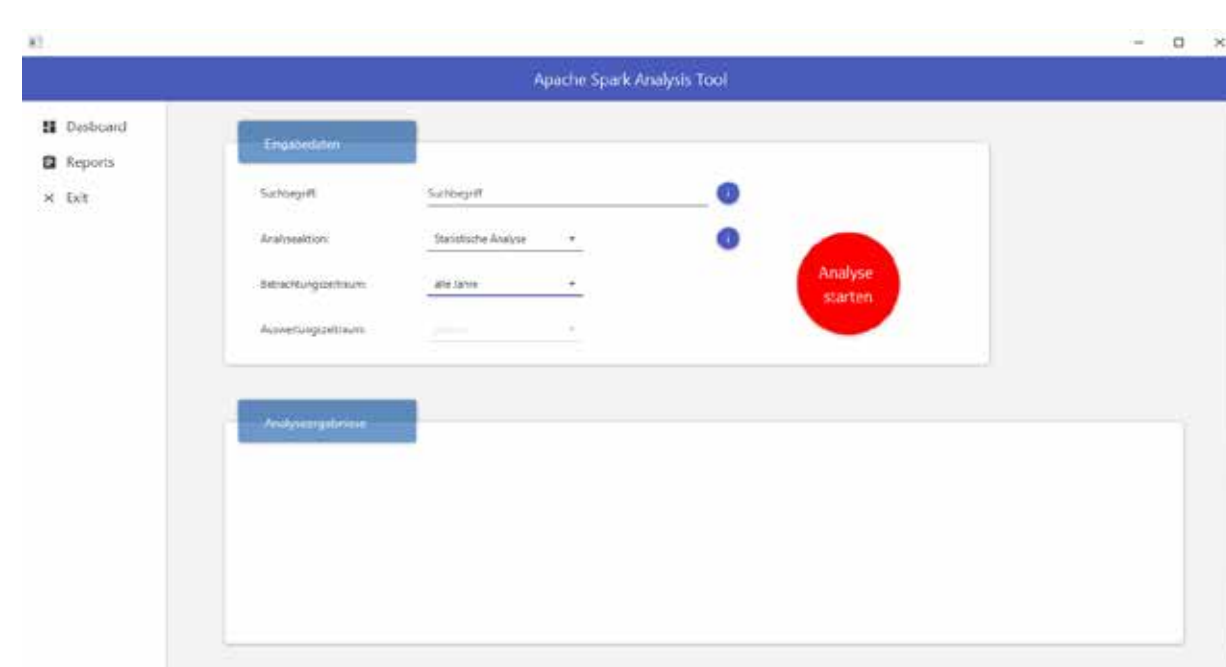 Apache Spark Analysis Tool
Dasboard
Reports
Exit
Eingabedaten
Suchbegriff: Suchbegriff
Analyseaktion: Statistische Analyse
Betrachtungszeitraum: alle Jahre
Auswertungszeitraum:
Analyse
starten
Analyseergebnisse